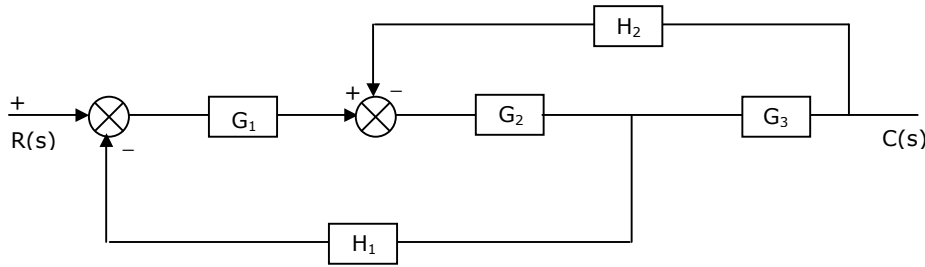 H₂
+
R(s)
−
G₁
+
−
G₂
G₃
C(s)
H₁